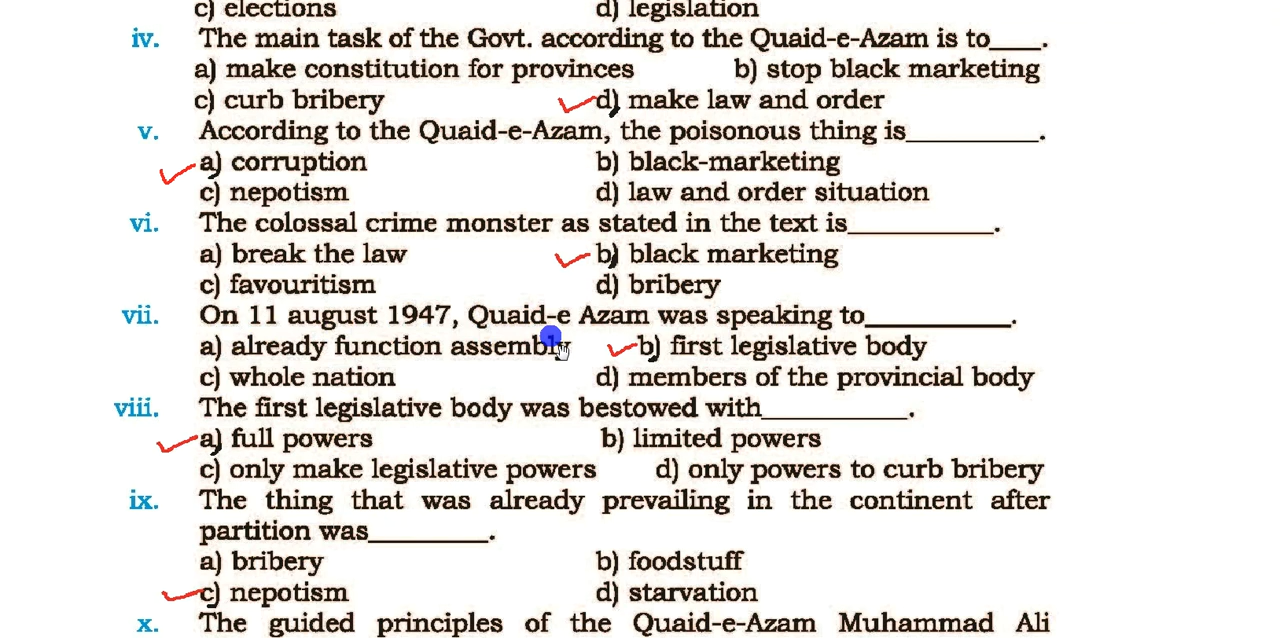 c) elections d) legislation
iv. The main task of the Govt. according to the Quaid-e-Azam is to____.
a) make constitution for provinces b) stop black marketing
c) curb bribery d) make law and order
v. According to the Quaid-e-Azam, the poisonous thing is___________.
a) corruption b) black-marketing
c) nepotism d) law and order situation
vi. The colossal crime monster as stated in the text is____________.
a) break the law b) black marketing
c) favouritism d) bribery
vii. On 11 august 1947, Quaid-e Azam was speaking to____________.
a) already function assembly b) first legislative body
c) whole nation d) members of the provincial body
viii. The first legislative body was bestowed with____________.
a) full powers b) limited powers
c) only make legislative powers d) only powers to curb bribery
ix. The thing that was already prevailing in the continent after
partition was__________.
a) bribery b) foodstuff
c) nepotism d) starvation
x. The guided principles of the Quaid-e-Azam Muhammad Ali